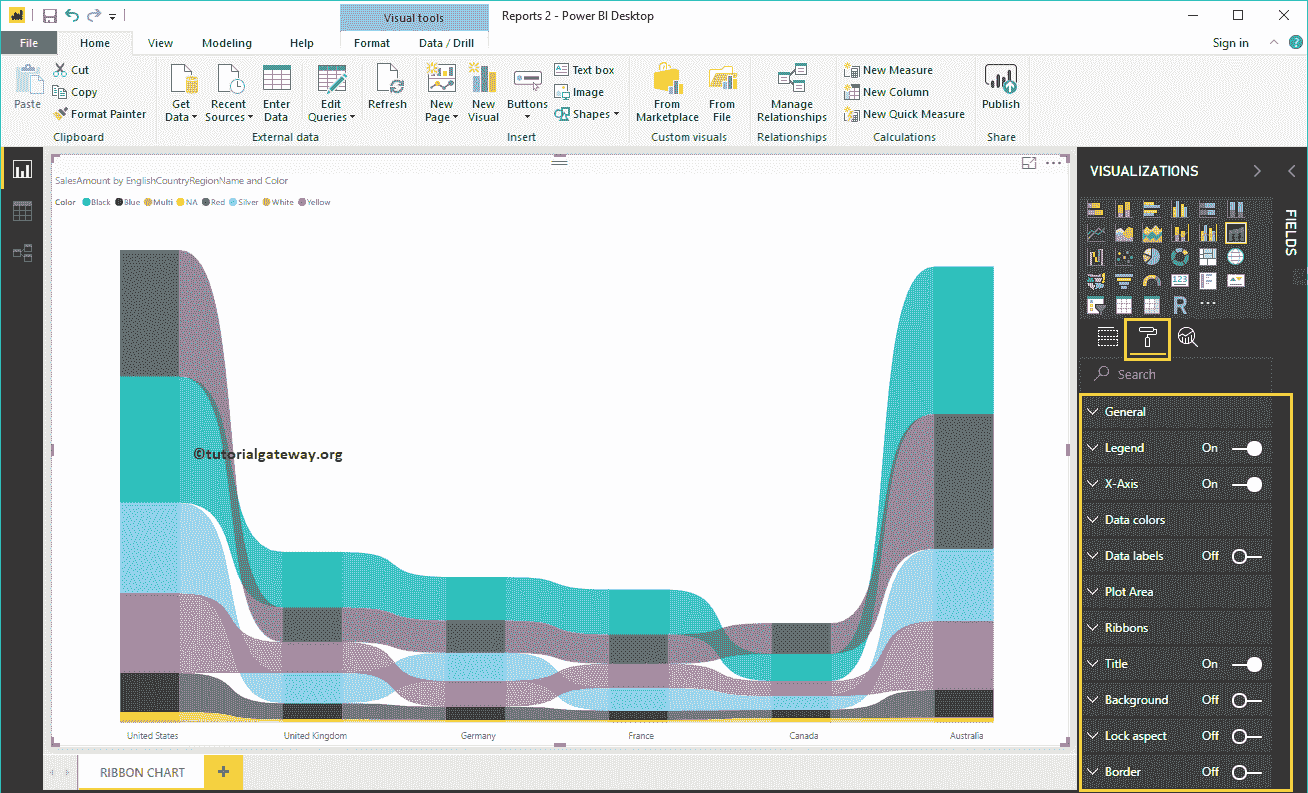 Visual tools
Reports 2 - Power BI Desktop
File Home View Modeling Help Format Data / Drill Sign in ?
Paste
Cut
Copy
Format Painter
Clipboard
Get Data
Recent Sources
Enter Data
Edit Queries
External data
Refresh
New Page
New Visual
Buttons
Text box
Image
Shapes
Insert
From Marketplace
From File
Custom visuals
Manage Relationships
Relationships
New Measure
New Column
New Quick Measure
Calculations
Publish
Share
SalesAmount by EnglishCountryRegionName and Color
Color Black Blue Multi NA Red Silver White Yellow
©tutorialgateway.org
United States United Kingdom Germany France Canada Australia
RIBBON CHART +
VISUALIZATIONS
FIELDS
123
R
Search
General
Legend On
X-Axis On
Data colors
Data labels Off
Plot Area
Ribbons
Title On
Background Off
Lock aspect Off
Border Off